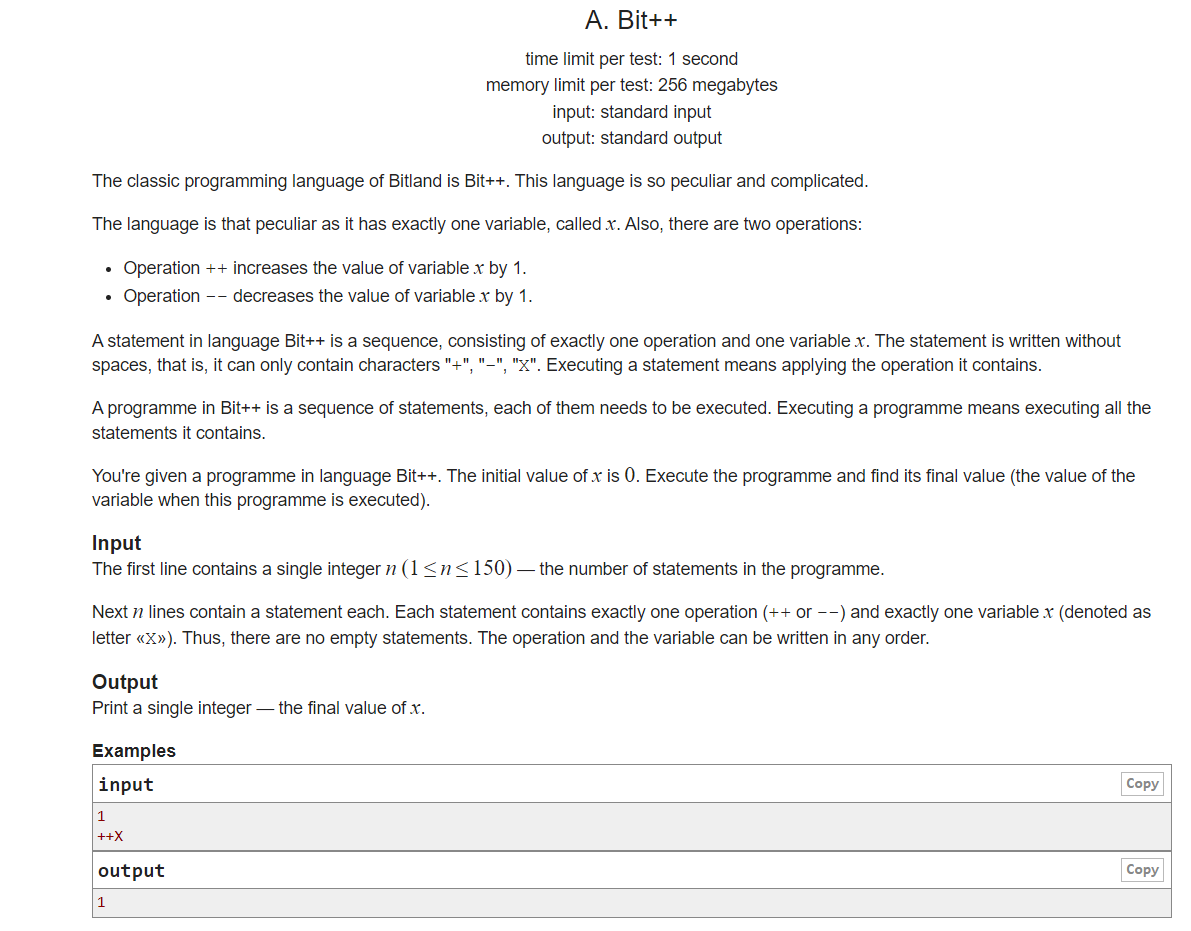 A. Bit++
time limit per test: 1 second
memory limit per test: 256 megabytes
input: standard input
output: standard output
The classic programming language of Bitland is Bit++. This language is so peculiar and complicated.
The language is that peculiar as it has exactly one variable, called x. Also, there are two operations:
• Operation ++ increases the value of variable x by 1.
• Operation -- decreases the value of variable x by 1.
A statement in language Bit++ is a sequence, consisting of exactly one operation and one variable x. The statement is written without
spaces, that is, it can only contain characters "+", "-", "X". Executing a statement means applying the operation it contains.
A programme in Bit++ is a sequence of statements, each of them needs to be executed. Executing a programme means executing all the
statements it contains.
You're given a programme in language Bit++. The initial value of x is 0. Execute the programme and find its final value (the value of the
variable when this programme is executed).
Input
The first line contains a single integer n (1 ≤ n ≤ 150) — the number of statements in the programme.
Next n lines contain a statement each. Each statement contains exactly one operation (++ or --) and exactly one variable x (denoted as
letter «X»). Thus, there are no empty statements. The operation and the variable can be written in any order.
Output
Print a single integer — the final value of x.
Examples
input Copy
1
++X
output Copy
1